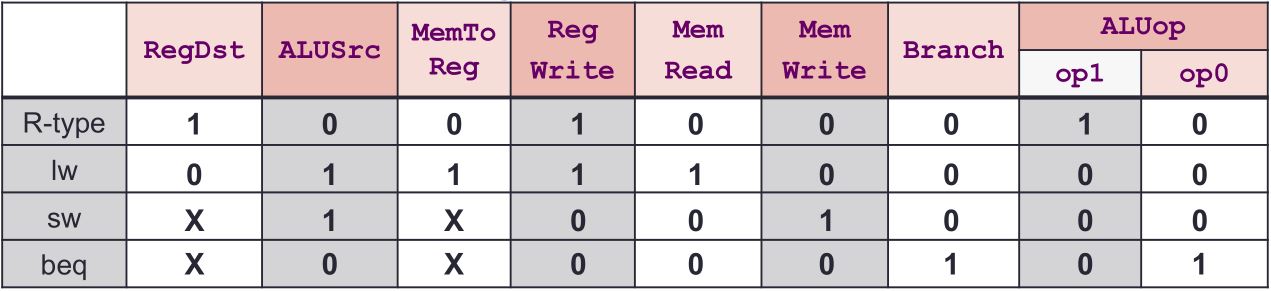 RegDst ALUSrc MemTo Reg Reg Write Mem Read Mem Write Branch ALUop
op1 op0
R-type 1 0 0 1 0 0 0 1 0
lw 0 1 1 1 1 0 0 0 0
sw X 1 X 0 0 1 0 0 0
beq X 0 X 0 0 0 1 0 1